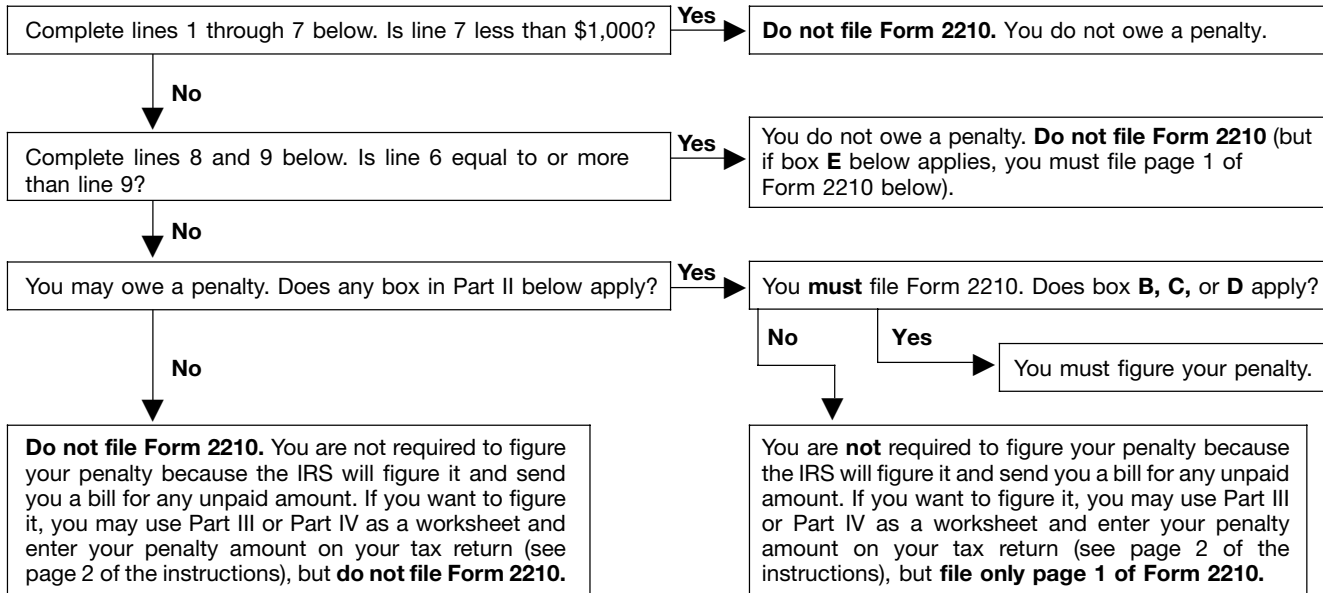 Complete lines 1 through 7 below. Is line 7 less than $1,000?
Yes
Do not file Form 2210. You do not owe a penalty.
No
Complete lines 8 and 9 below. Is line 6 equal to or more
than line 9?
Yes
You do not owe a penalty. Do not file Form 2210 (but
if box E below applies, you must file page 1 of
Form 2210 below).
No
You may owe a penalty. Does any box in Part II below apply?
Yes
You must file Form 2210. Does box B, C, or D apply?
No
Yes
You must figure your penalty.
No
Do not file Form 2210. You are not required to figure
your penalty because the IRS will figure it and send
you a bill for any unpaid amount. If you want to figure
it, you may use Part III or Part IV as a worksheet and
enter your penalty amount on your tax return (see
page 2 of the instructions), but do not file Form 2210.
You are not required to figure your penalty because
the IRS will figure it and send you a bill for any unpaid
amount. If you want to figure it, you may use Part III
or Part IV as a worksheet and enter your penalty
amount on your tax return (see page 2 of the
instructions), but file only page 1 of Form 2210.